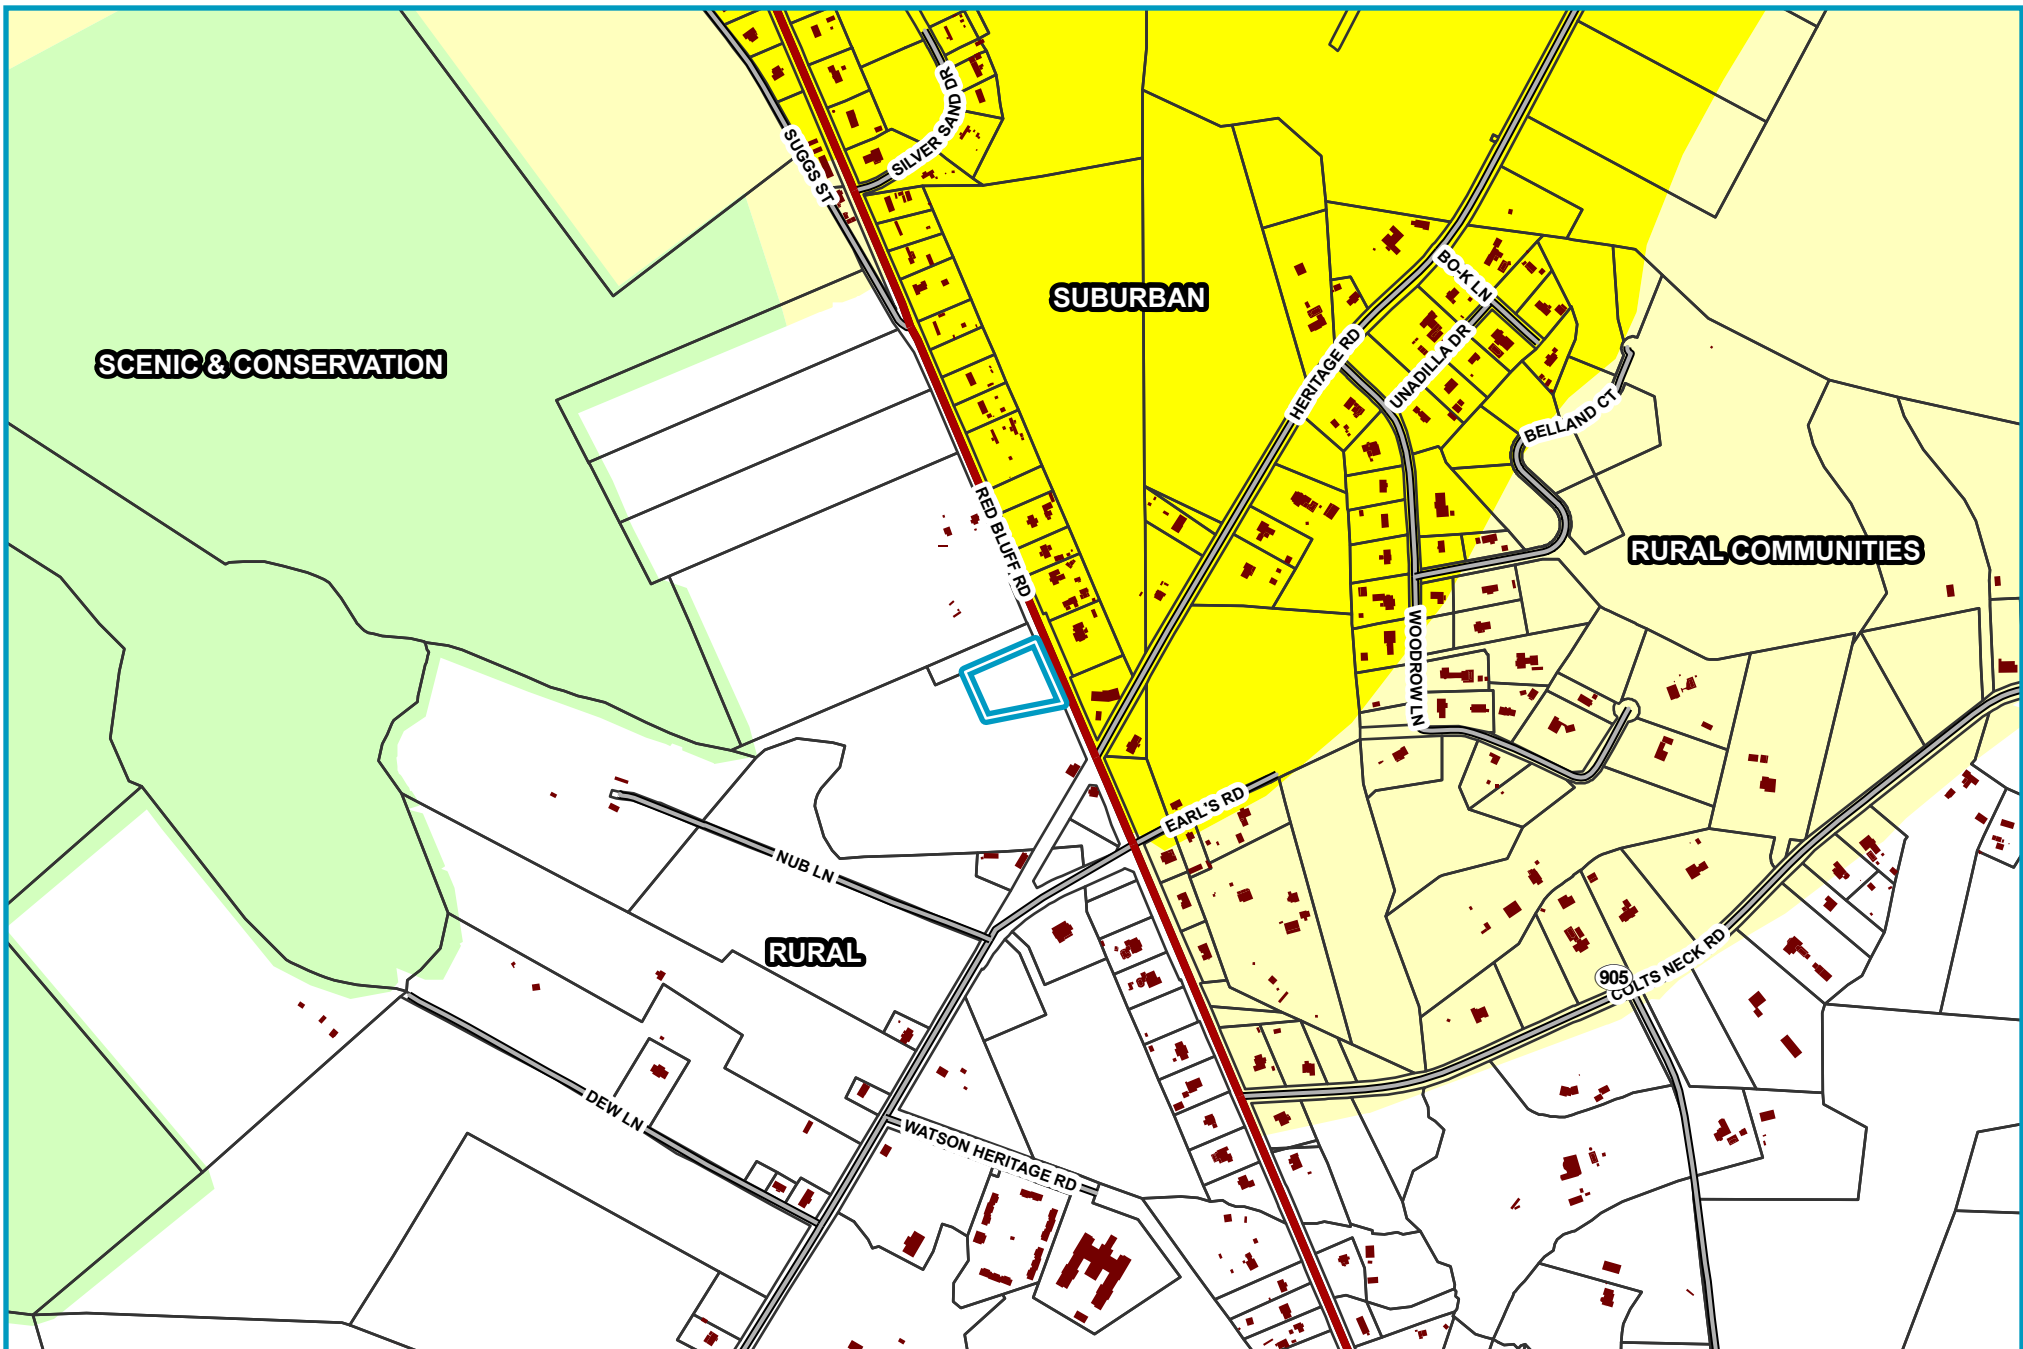 SILVER SAND DR
SUGGS ST
SUBURBAN
BO-K LN
SCENIC & CONSERVATION
HERITAGE RD
UNADILLA DR
BELLAND CT
RED BLUFF RD
RURAL COMMUNITIES
WOODROW LN
EARL'S RD
NUB LN
RURAL
905
COLTS NECK RD
DEW LN
WATSON HERITAGE RD